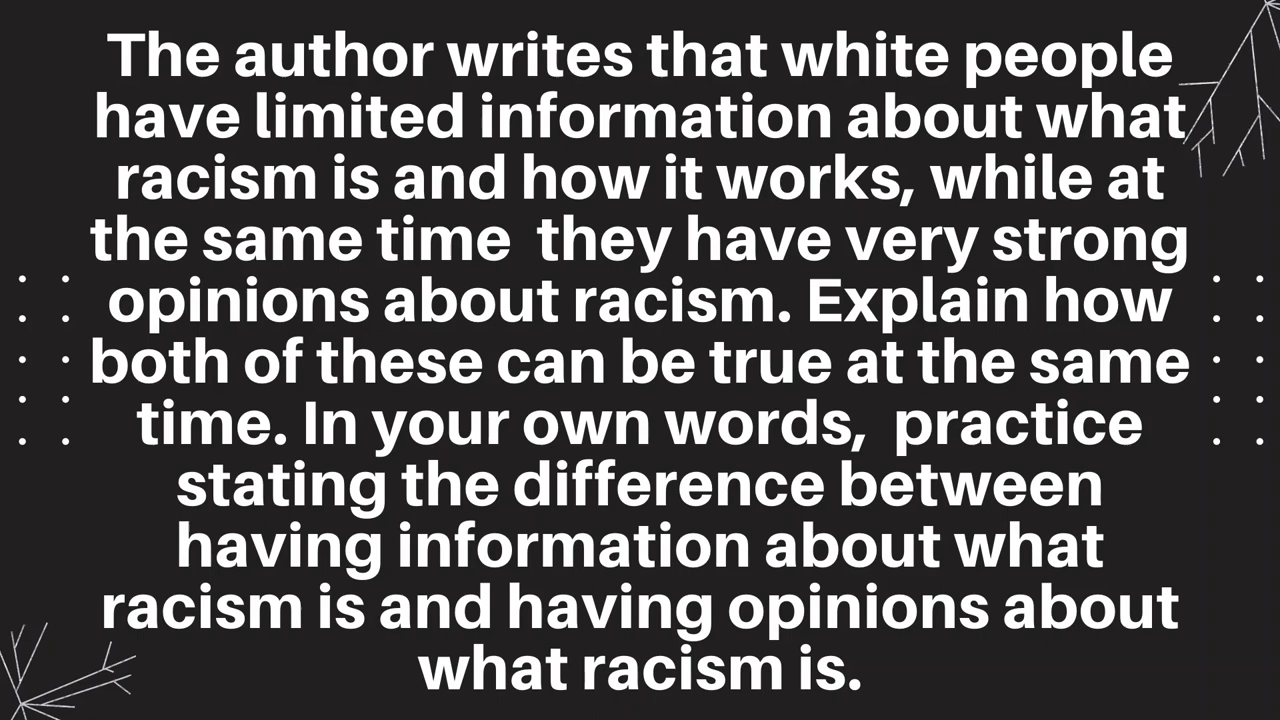 The author writes that white people
have limited information about what
racism is and how it works, while at
the same time  they have very strong
opinions about racism. Explain how
both of these can be true at the same
time. In your own words,  practice
stating the difference between
having information about what
racism is and having opinions about
what racism is.